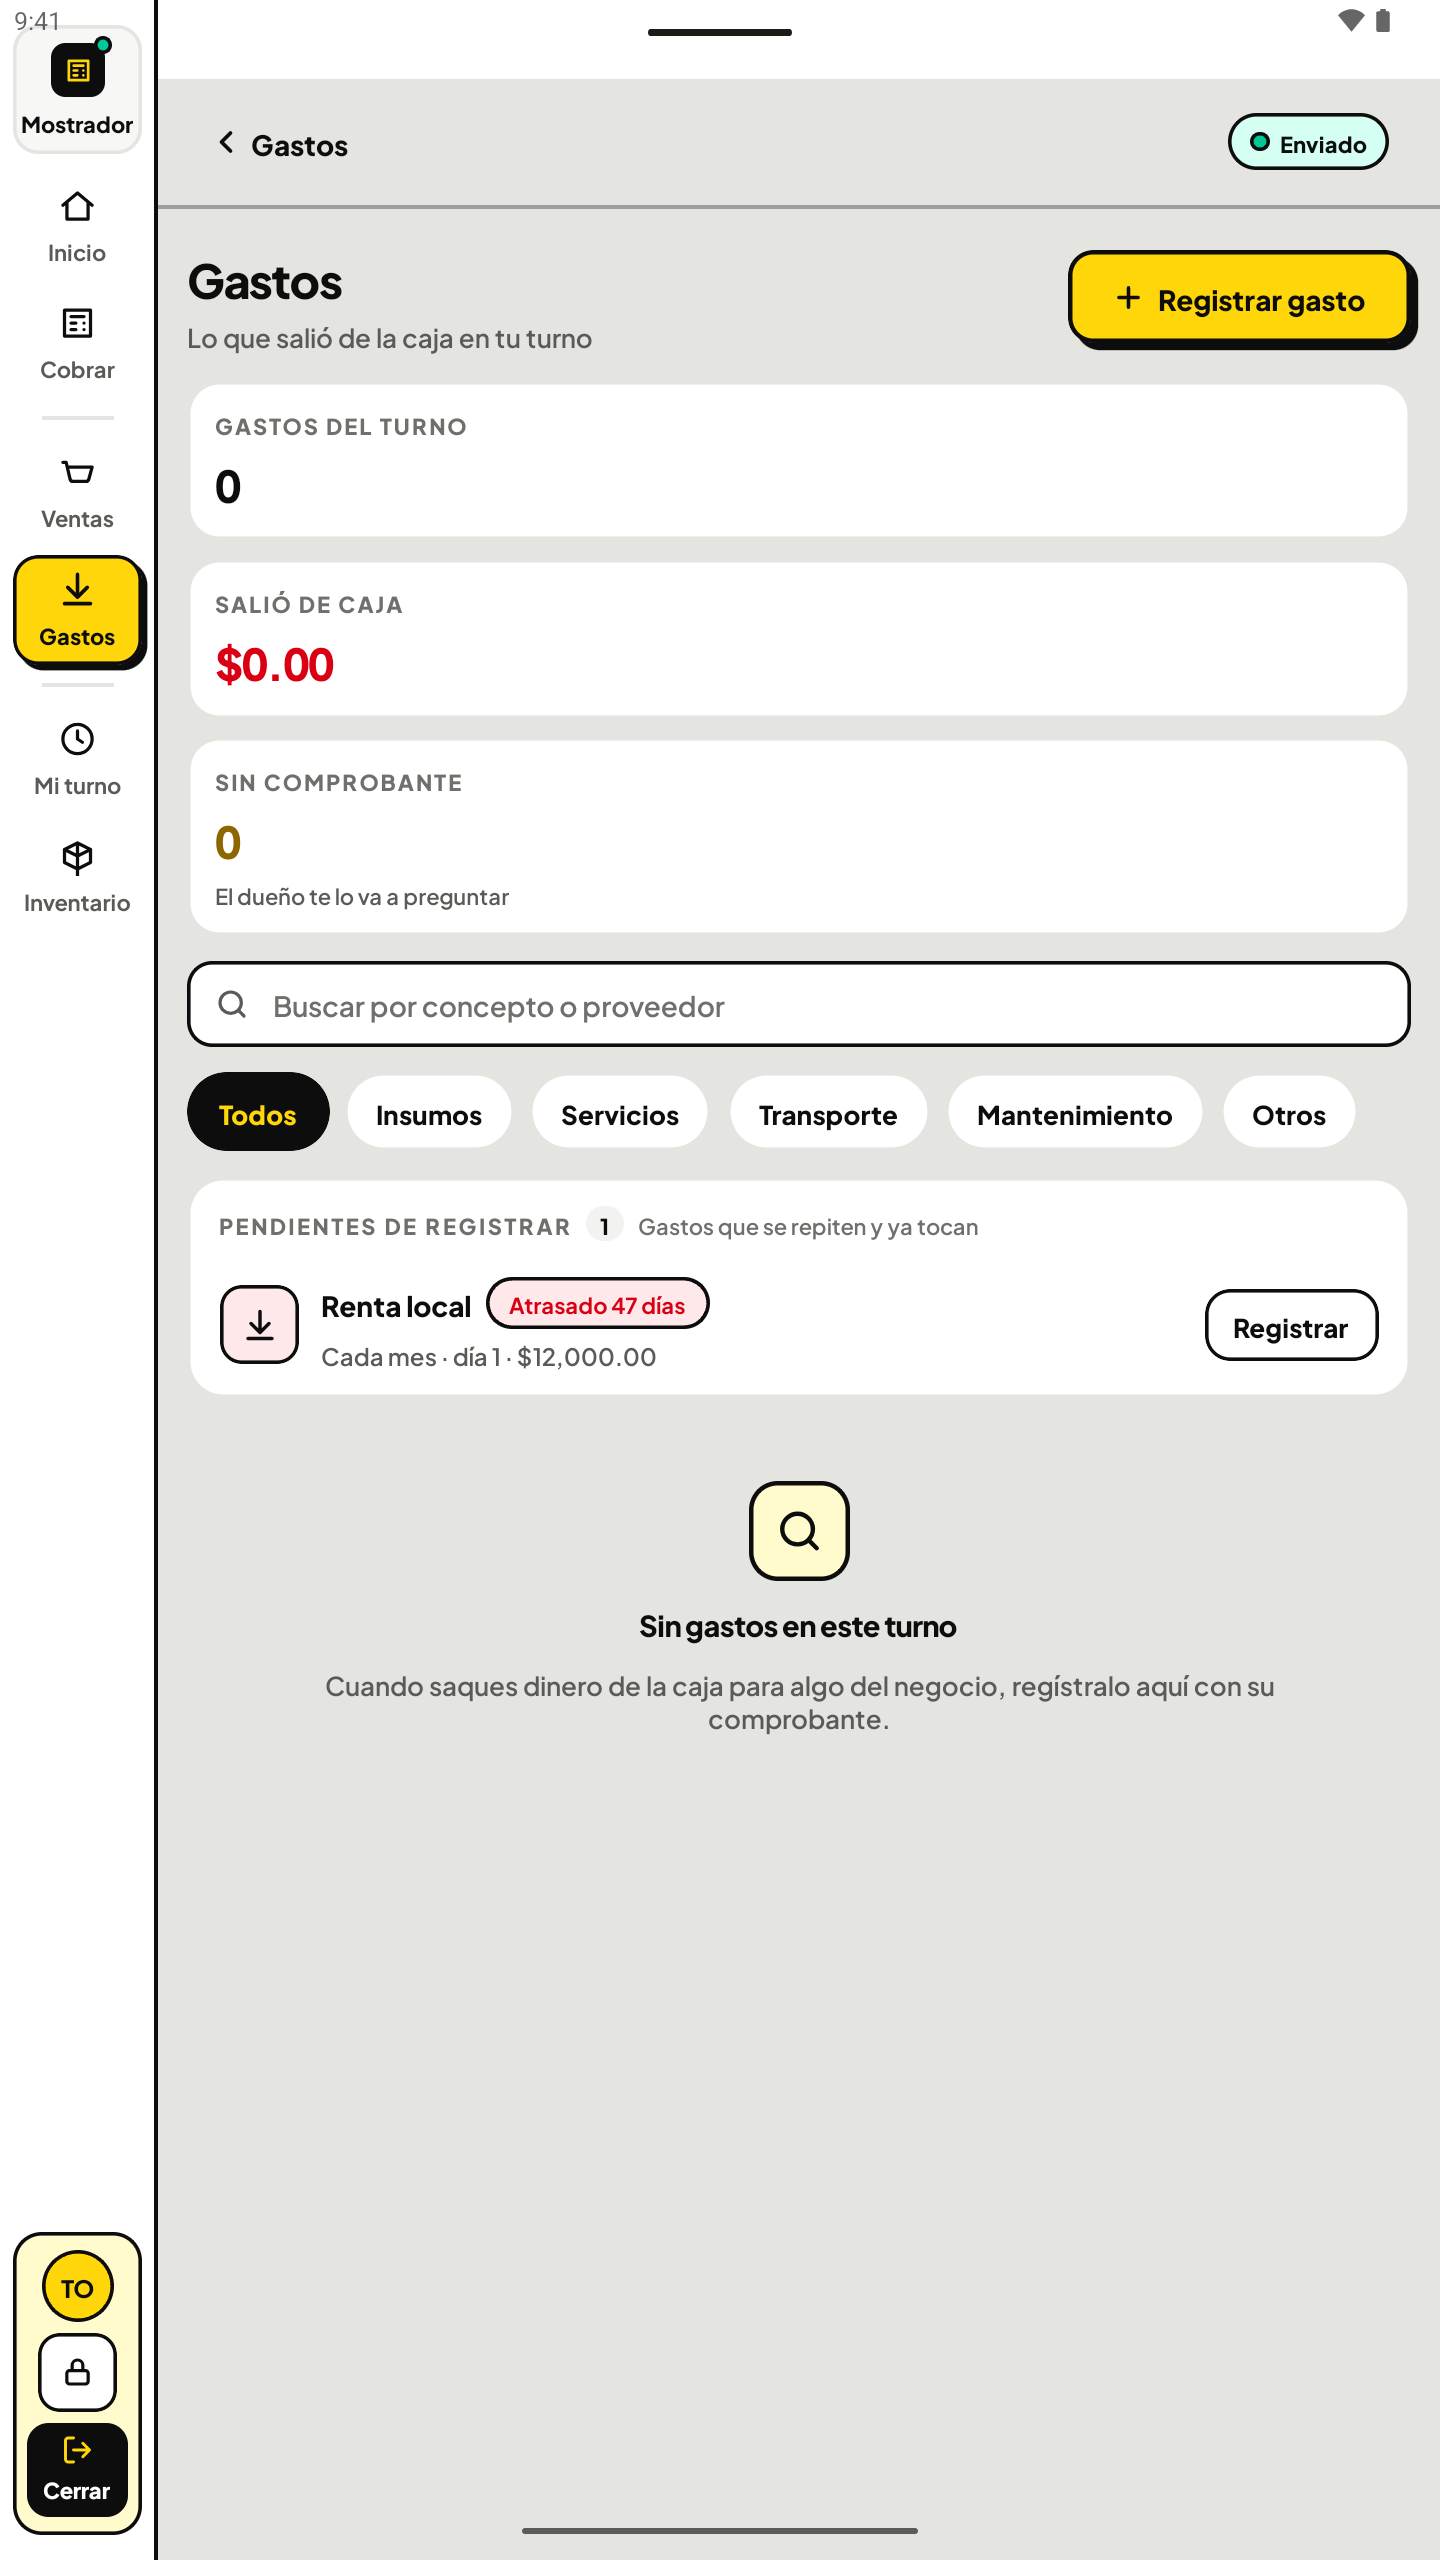 9:41
Mostrador
Inicio
Cobrar
Ventas
Gastos
Mi turno
Inventario
TO
Cerrar
Gastos
Enviado
Gastos
Lo que salió de la caja en tu turno
Registrar gasto
GASTOS DEL TURNO
0
SALIÓ DE CAJA
$0.00
SIN COMPROBANTE
0
El dueño te lo va a preguntar
Buscar por concepto o proveedor
Todos Insumos Servicios Transporte Mantenimiento Otros
PENDIENTES DE REGISTRAR 1 Gastos que se repiten y ya tocan
Renta local Atrasado 47 días
Cada mes · día 1 · $12,000.00
Registrar
Sin gastos en este turno
Cuando saques dinero de la caja para algo del negocio, regístralo aquí con su
comprobante.